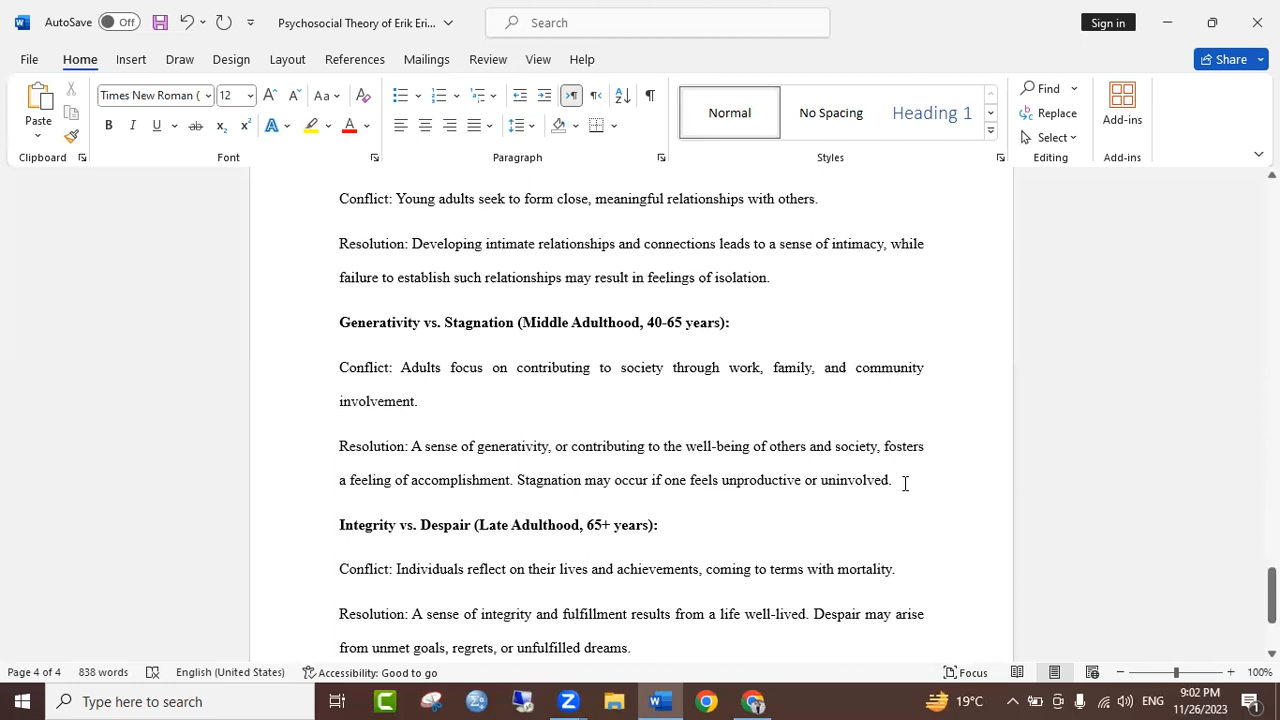 AutoSave Off Psychosocial Theory of Erik Eri... Search Sign in
File Home Insert Draw Design Layout References Mailings Review View Help Share
Paste Times New Roman ( 12 Aa Normal No Spacing Heading 1 Find Replace Select Add-ins
Clipboard Font Paragraph Styles Editing Add-ins
Conflict: Young adults seek to form close, meaningful relationships with others.
Resolution: Developing intimate relationships and connections leads to a sense of intimacy, while
failure to establish such relationships may result in feelings of isolation.
Generativity vs. Stagnation (Middle Adulthood, 40-65 years):
Conflict: Adults focus on contributing to society through work, family, and community
involvement.
Resolution: A sense of generativity, or contributing to the well-being of others and society, fosters
a feeling of accomplishment. Stagnation may occur if one feels unproductive or uninvolved.
Integrity vs. Despair (Late Adulthood, 65+ years):
Conflict: Individuals reflect on their lives and achievements, coming to terms with mortality.
Resolution: A sense of integrity and fulfillment results from a life well-lived. Despair may arise
from unmet goals, regrets, or unfulfilled dreams.
Page 4 of 4 838 words English (United States) Accessibility: Good to go Focus 100%
Type here to search 19°C ENG 9:02 PM
11/26/2023